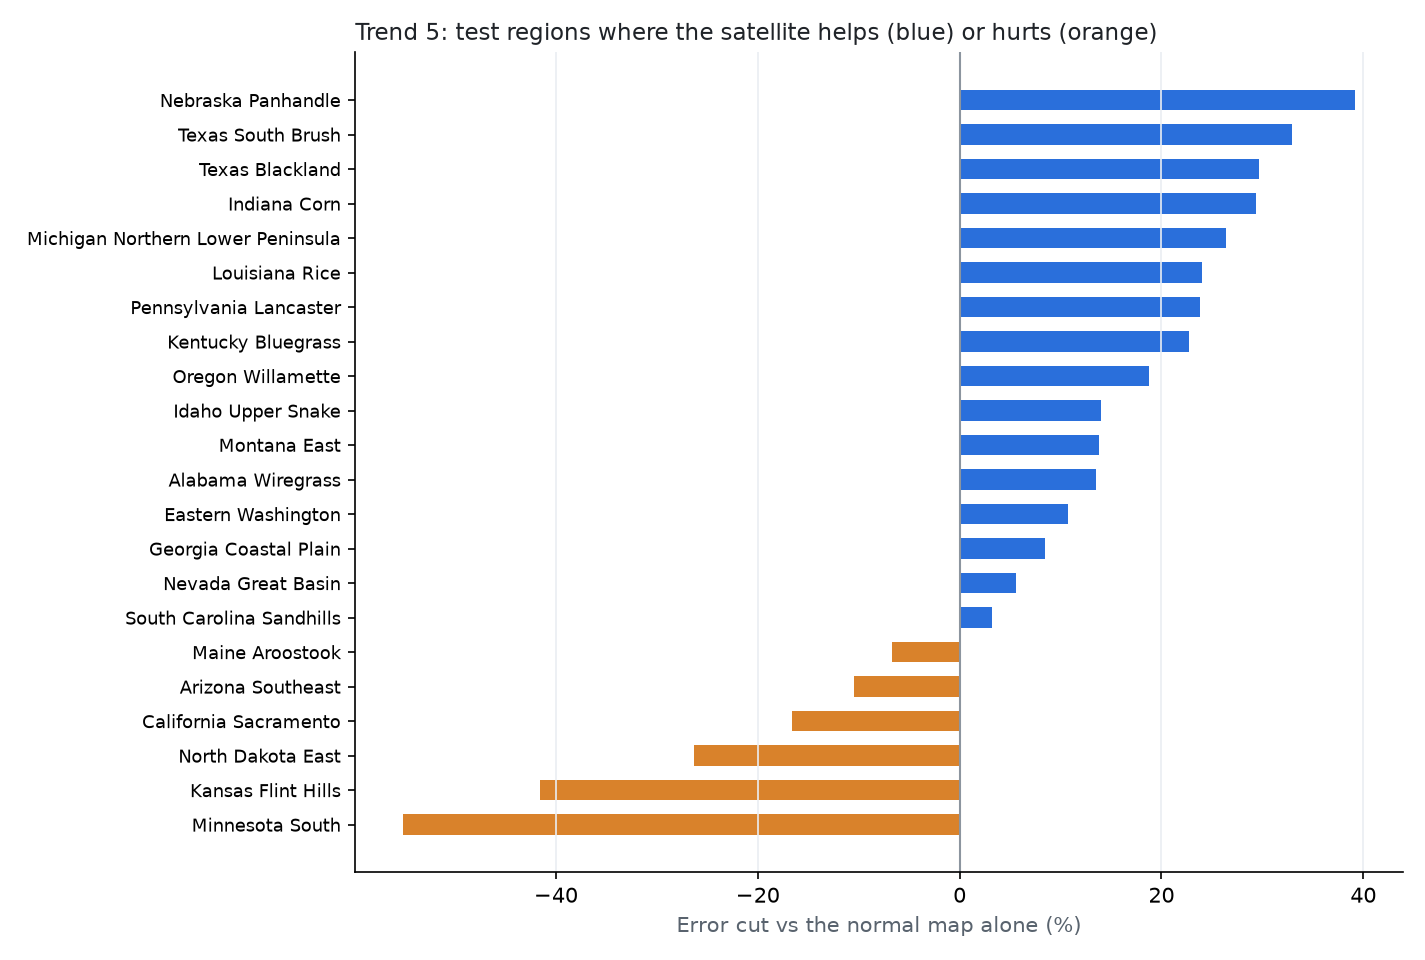 Trend 5: test regions where the satellite helps (blue) or hurts (orange)
Nebraska Panhandle
Texas South Brush
Texas Blackland
Indiana Corn
Michigan Northern Lower Peninsula
Louisiana Rice
Pennsylvania Lancaster
Kentucky Bluegrass
Oregon Willamette
Idaho Upper Snake
Montana East
Alabama Wiregrass
Eastern Washington
Georgia Coastal Plain
Nevada Great Basin
South Carolina Sandhills
Maine Aroostook
Arizona Southeast
California Sacramento
North Dakota East
Kansas Flint Hills
Minnesota South
−40 −20 0 20 40
Error cut vs the normal map alone (%)